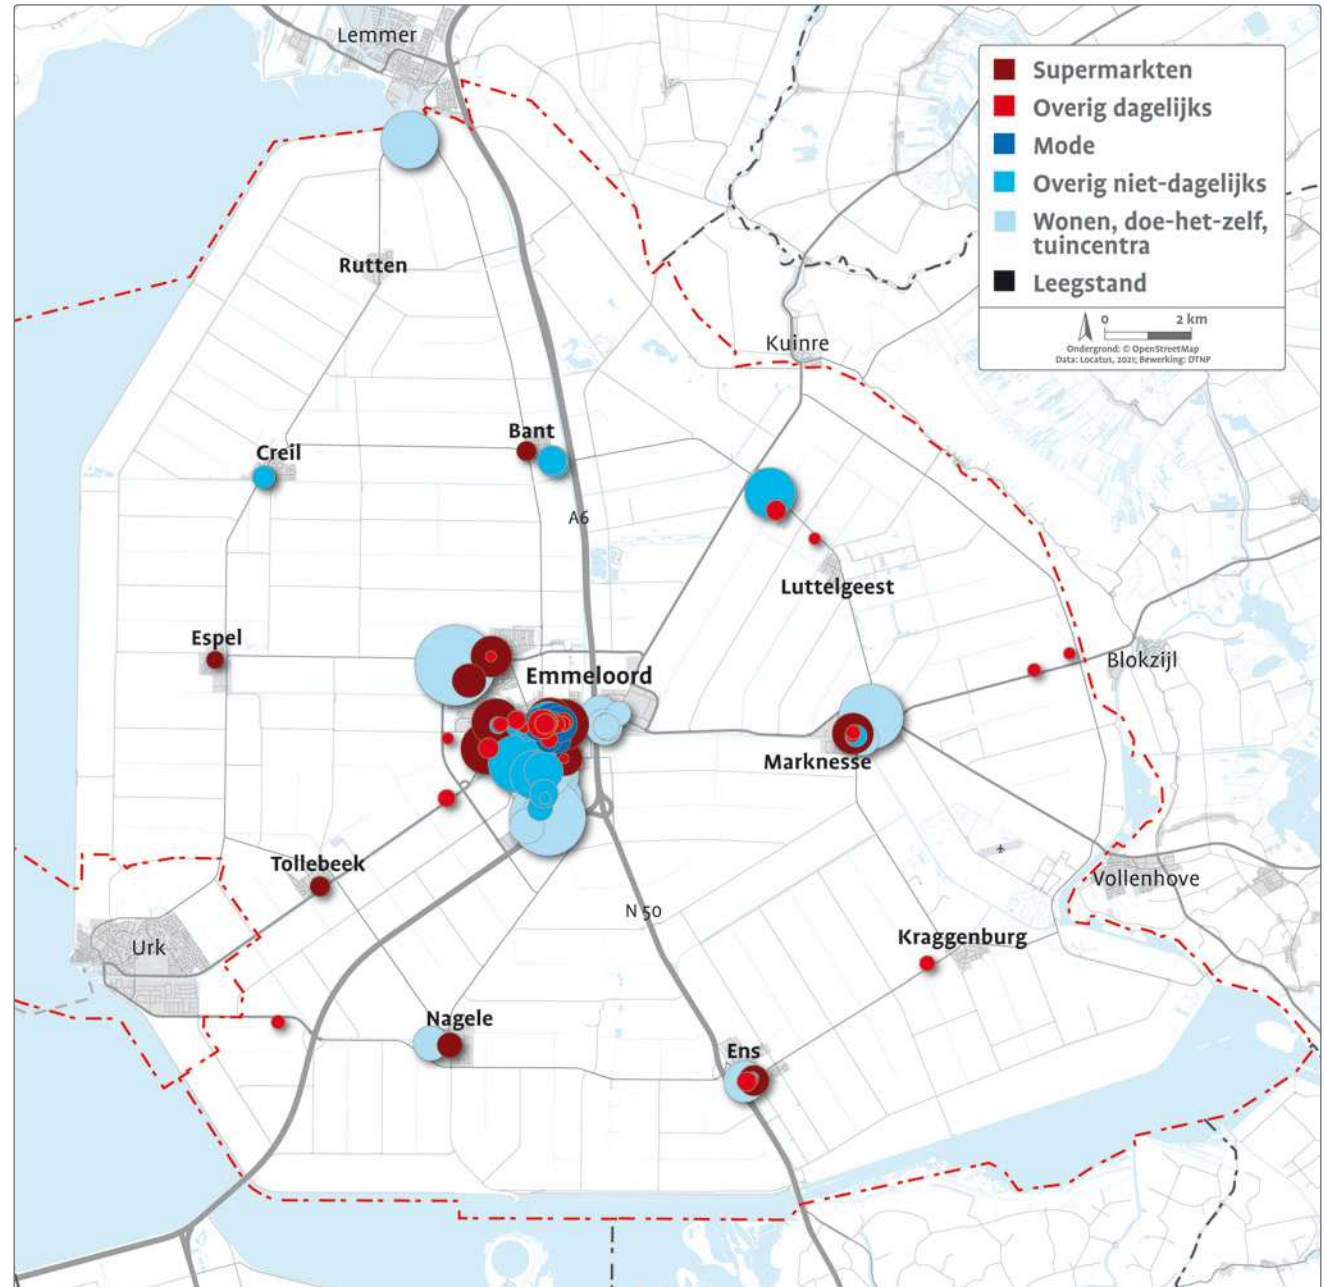 Lemmer
Supermarkten
Overig dagelijks
Mode
Overig niet-dagelijks
Wonen, doe-het-zelf,
tuincentra
Leegstand
0 2 km
Ondergrond: © OpenStreetMap
Data: Locatus, 2021; Bewerking: DTNP
Rutten
Kuinre
Bant
Creil
A6
Luttelgeest
Espel
Blokzijl
Emmeloord
Marknesse
Tollebeek
Vollenhove
N 50
Urk
Kraggenburg
Nagele
Ens